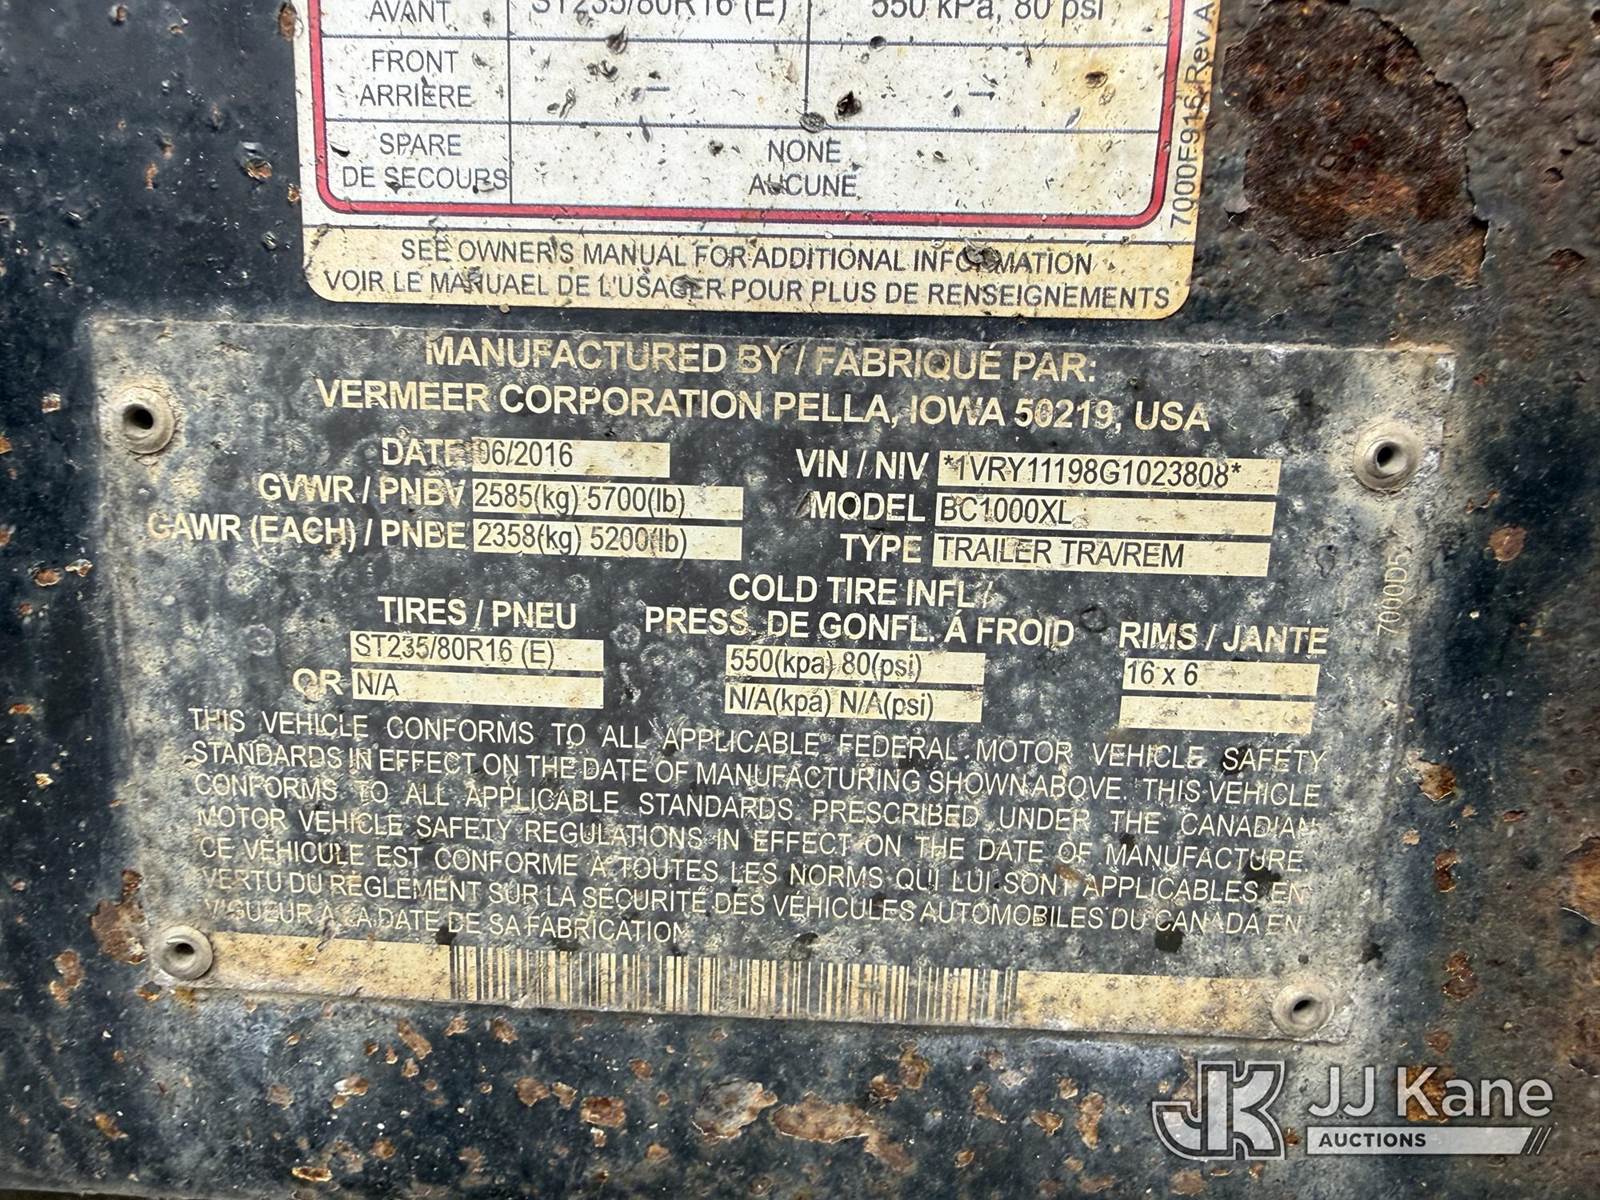 AVANT ST235/80R16 (E) 550 kPa, 80 psi
FRONT
ARRIERE – –
SPARE NONE
DE SECOURS AUCUNE
7000F916 Rev A
SEE OWNER'S MANUAL FOR ADDITIONAL INFORMATION
VOIR LE MANUAEL DE L'USAGER POUR PLUS DE RENSEIGNEMENTS
MANUFACTURED BY / FABRIQUÉ PAR:
VERMEER CORPORATION PELLA, IOWA 50219, USA
DATE 06/2016
VIN / NIV *1VRY11198G1023808*
GVWR / PNBV 2585(kg) 5700(lb)
MODEL BC1000XL
GAWR (EACH) / PNBE 2358(kg) 5200(lb)
TYPE TRAILER TRA/REM
COLD TIRE INFL /
TIRES / PNEU PRESS. DE GONFL. À FROID RIMS / JANTE
ST235/80R16 (E) 550(kpa) 80(psi) 16 x 6
OR N/A N/A(kpa) N/A(psi)
7000D5
THIS VEHICLE CONFORMS TO ALL APPLICABLE FEDERAL MOTOR VEHICLE SAFETY
STANDARDS IN EFFECT ON THE DATE OF MANUFACTURING SHOWN ABOVE. THIS VEHICLE
CONFORMS TO ALL APPLICABLE STANDARDS PRESCRIBED UNDER THE CANADIAN
MOTOR VEHICLE SAFETY REGULATIONS IN EFFECT ON THE DATE OF MANUFACTURE.
CE VÉHICULE EST CONFORME À TOUTES LES NORMS QUI LUI SONT APPLICABLES EN
VERTU DU RÈGLEMENT SUR LA SÉCURITÉ DES VÉHICULES AUTOMOBILES DU CANADA EN
VIGUEUR À LA DATE DE SA FABRICATION
JK JJ Kane
AUCTIONS